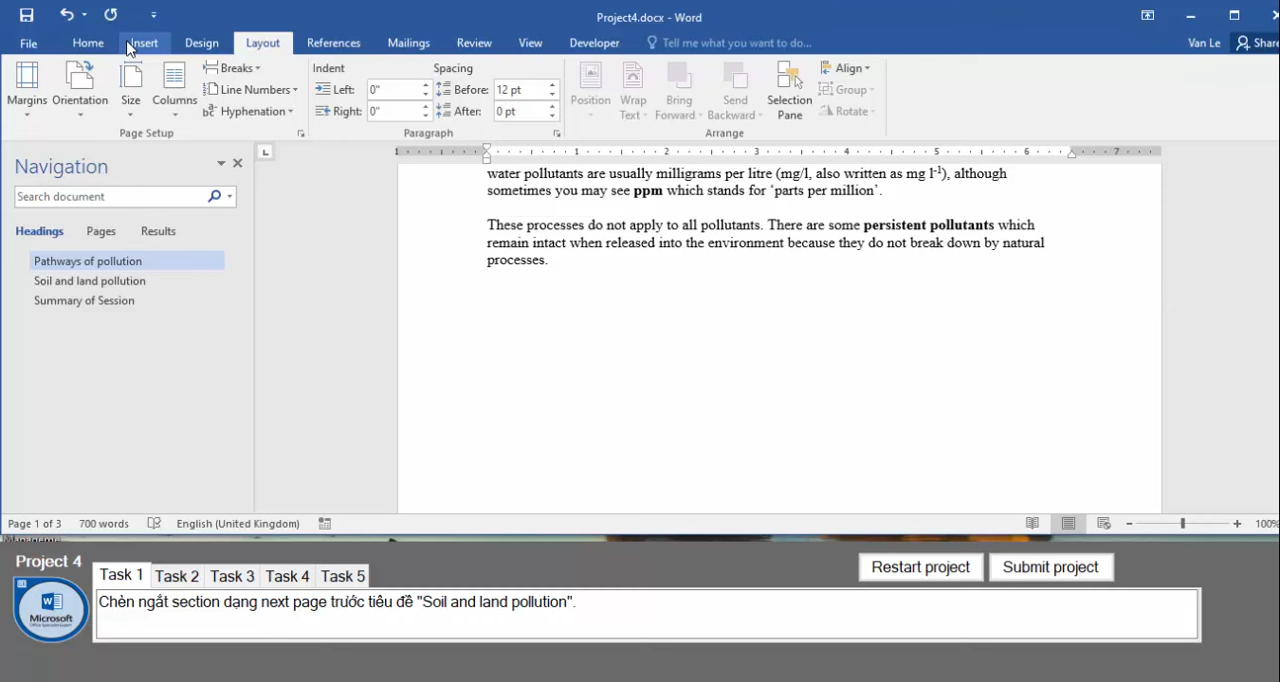 Project4.docx - Word
File Home Insert Design Layout References Mailings Review View Developer Tell me what you want to do... Van Le Share
Margins Orientation Size Columns Breaks Line Numbers Hyphenation Page Setup
Indent Spacing
Left: 0" Before: 12 pt
Right: 0" After: 0 pt
Paragraph
Position Wrap Text Bring Forward Send Backward Selection Pane Align Group Rotate
Arrange
Navigation
Search document
Headings Pages Results
Pathways of pollution
Soil and land pollution
Summary of Session
1 1 2 3 4 5 6 7
water pollutants are usually milligrams per litre (mg/l, also written as mg l-1), although
sometimes you may see ppm which stands for ‘parts per million’.
These processes do not apply to all pollutants. There are some persistent pollutants which
remain intact when released into the environment because they do not break down by natural
processes.
Page 1 of 3 700 words English (United Kingdom) 100%
Project 4
Task 1 Task 2 Task 3 Task 4 Task 5
Restart project Submit project
Chèn ngắt section dạng next page trước tiêu đề "Soil and land pollution".
W
Microsoft